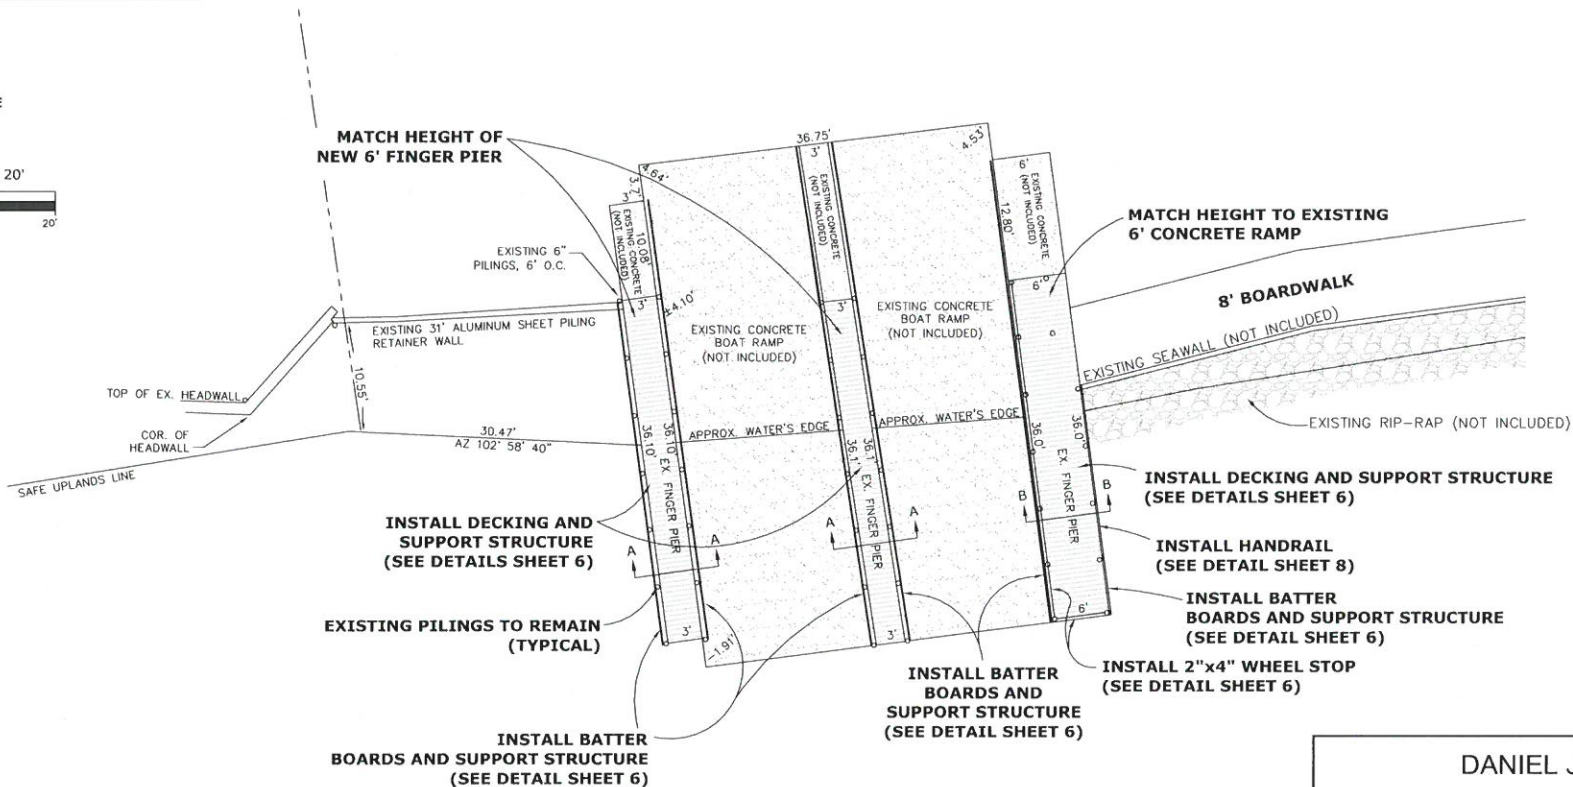 E
20'
20'
MATCH HEIGHT OF
NEW 6' FINGER PIER
36.75'
3'
4.64'
3.7'
3'
4.53'
6'
EXISTING CONCRETE
(NOT INCLUDED)
10.08'
EXISTING CONCRETE
(NOT INCLUDED)
12.80'
EXISTING CONCRETE
(NOT INCLUDED)
MATCH HEIGHT TO EXISTING
6' CONCRETE RAMP
EXISTING 6"
PILINGS, 6' O.C.
3'
±4.10'
3'
6'
8' BOARDWALK
EXISTING CONCRETE
BOAT RAMP
(NOT INCLUDED)
EXISTING CONCRETE
BOAT RAMP
(NOT INCLUDED)
EXISTING 31' ALUMINUM SHEET PILING
RETAINER WALL
EXISTING SEAWALL (NOT INCLUDED)
10.55'
TOP OF EX. HEADWALL
COR. OF
HEADWALL
30.47'
AZ 102° 58' 40"
APPROX. WATER'S EDGE
APPROX. WATER'S EDGE
EXISTING RIP-RAP (NOT INCLUDED)
36.10'
36.10'
EX. FINGER PIER
36.1'
36.1'
EX. FINGER PIER
36.0'
36.0'
EX. FINGER PIER
SAFE UPLANDS LINE
INSTALL DECKING AND SUPPORT STRUCTURE
(SEE DETAILS SHEET 6)
B
B
INSTALL DECKING AND
SUPPORT STRUCTURE
(SEE DETAILS SHEET 6)
A
A
A
A
INSTALL HANDRAIL
(SEE DETAIL SHEET 8)
INSTALL BATTER
BOARDS AND SUPPORT STRUCTURE
(SEE DETAIL SHEET 6)
EXISTING PILINGS TO REMAIN
(TYPICAL)
3'
-1.91'
3'
6'
INSTALL 2"x4" WHEEL STOP
(SEE DETAIL SHEET 6)
INSTALL BATTER
BOARDS AND
SUPPORT STRUCTURE
(SEE DETAIL SHEET 6)
INSTALL BATTER
BOARDS AND SUPPORT STRUCTURE
(SEE DETAIL SHEET 6)
DANIEL J